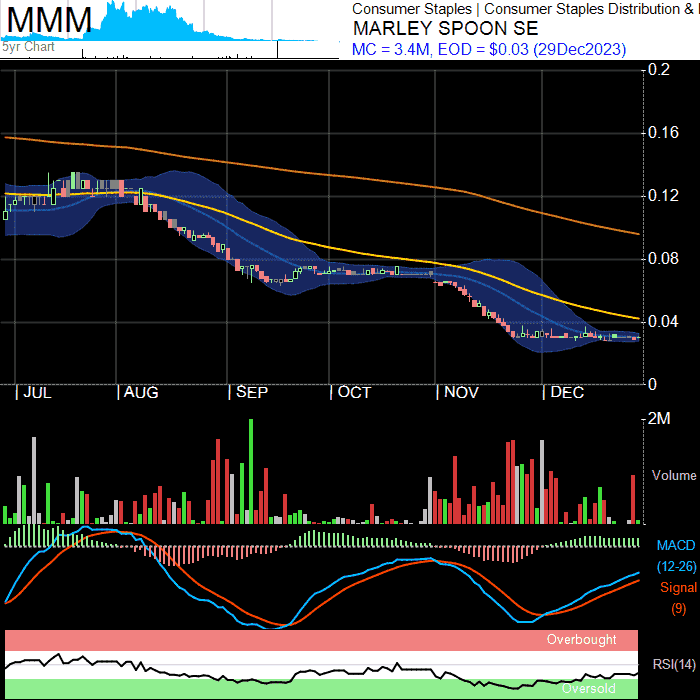 MMM
5yr Chart
Consumer Staples | Consumer Staples Distribution &
MARLEY SPOON SE
MC = 3.4M, EOD = $0.03 (29Dec2023)
0.2
0.16
0.12
0.08
0.04
0
| JUL | AUG | SEP | OCT | NOV | DEC
2M
Volume
MACD
(12-26)
Signal
(9)
Overbought
RSI(14)
Oversold